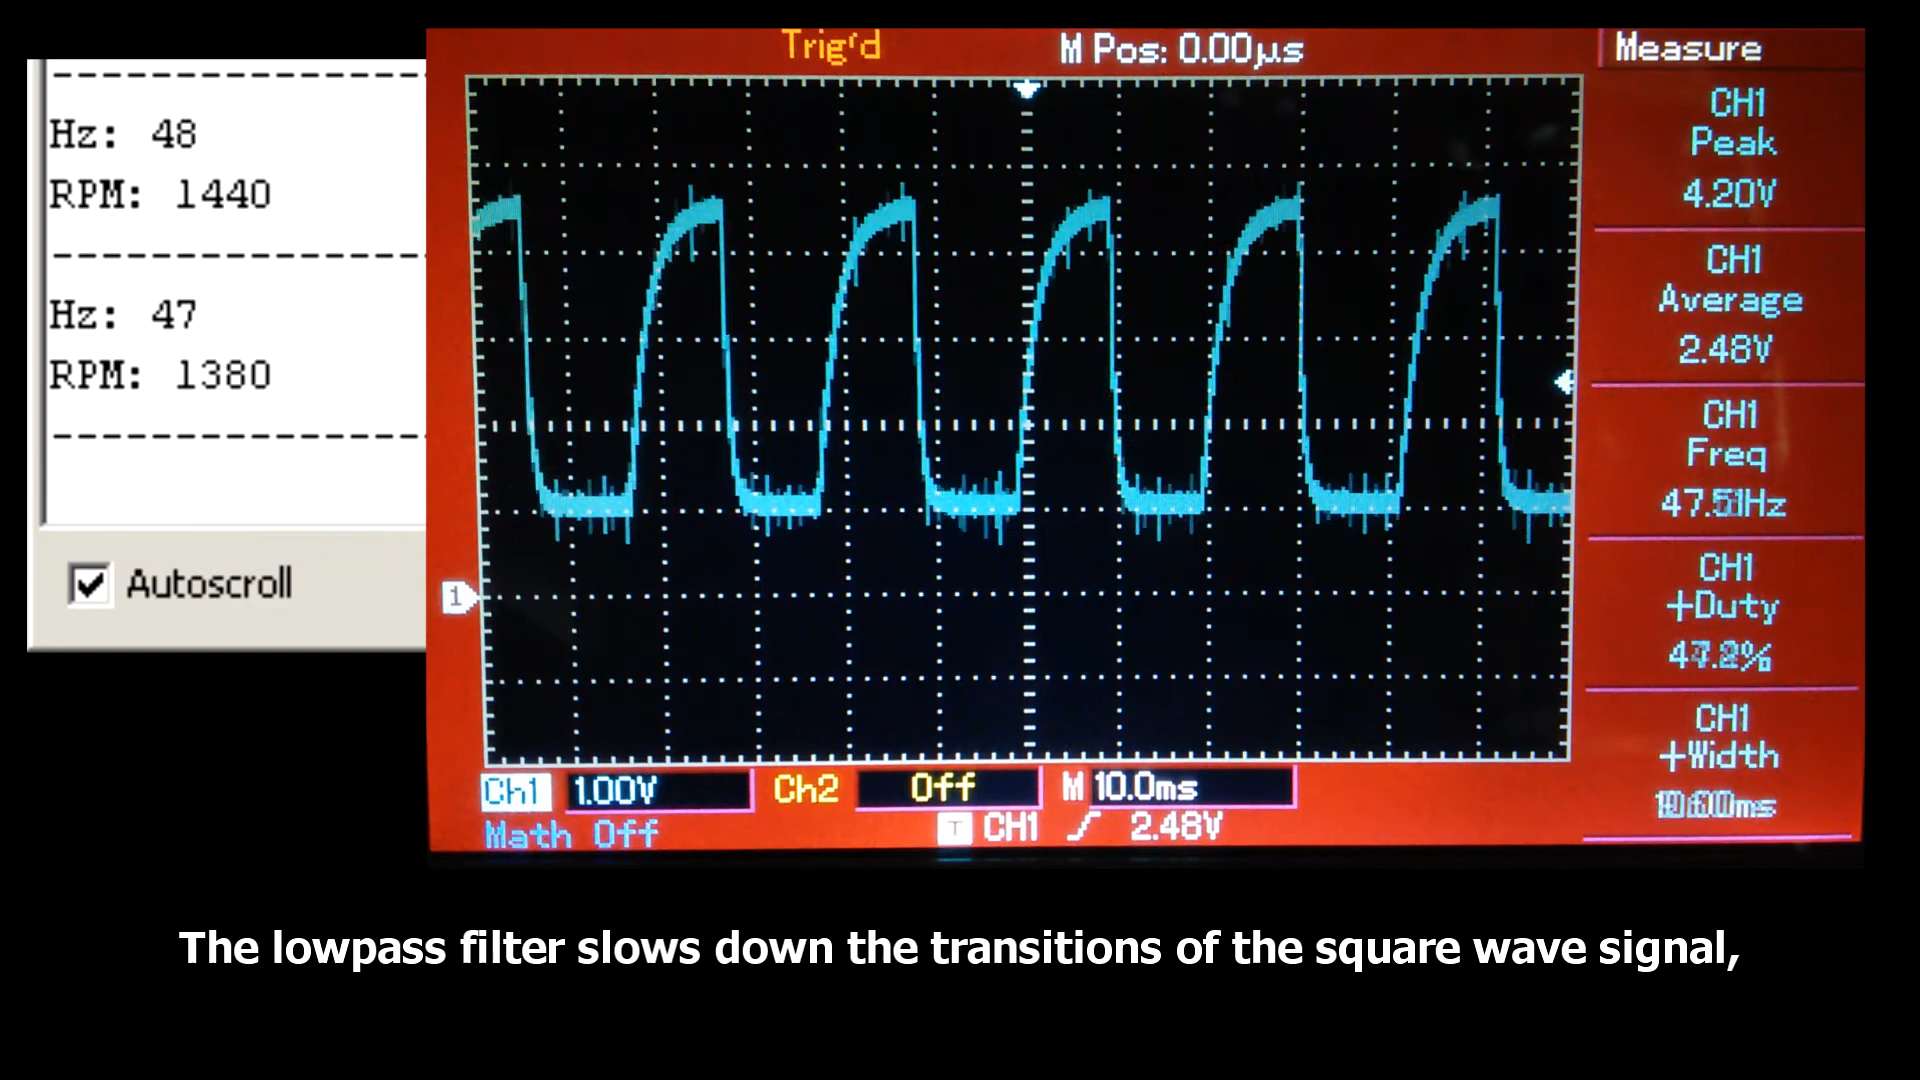 Hz: 48
RPM: 1440
Hz: 47
RPM: 1380
Autoscroll
Trig'd
M Pos: 0.00µs
Measure
CH1
Peak
4.20V
CH1
Average
2.48V
CH1
Freq
CH1
+Duty
CH1
+Width
1
Ch1
1.00V
Ch2
Off
M 10.0ms
Math Off
T CH1
2.48V
The lowpass filter slows down the transitions of the square wave signal,